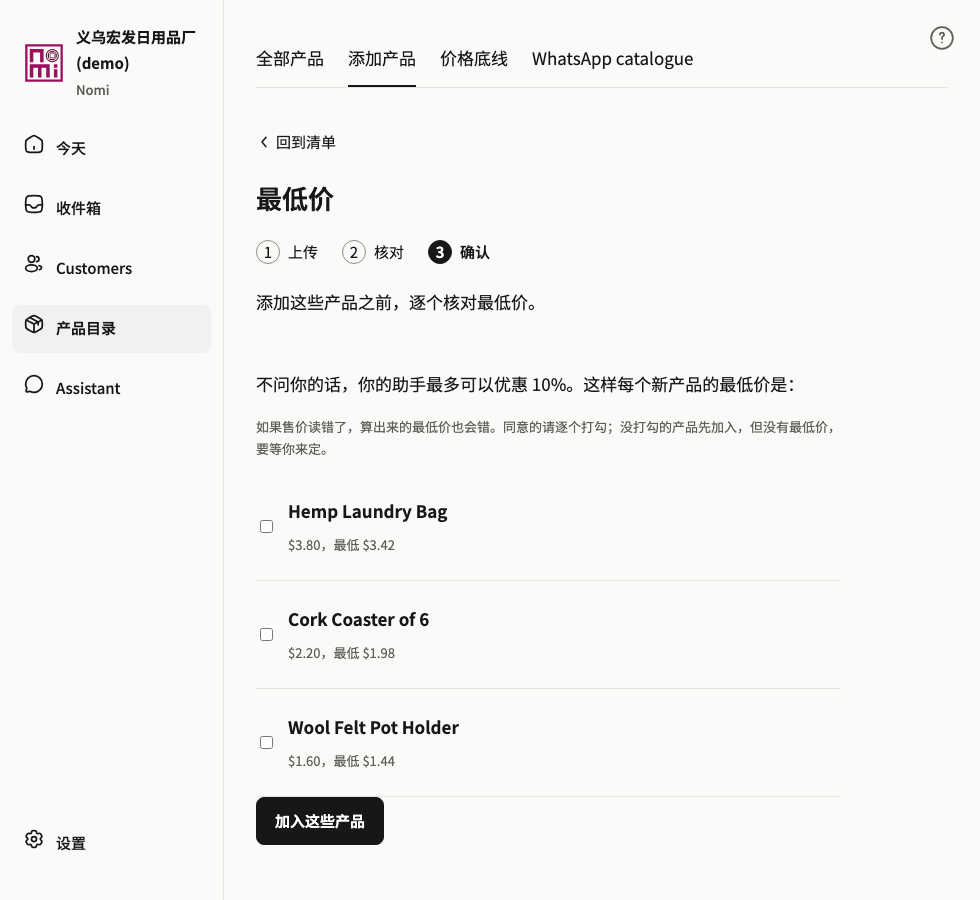 义乌宏发日用品厂
(demo)
Nomi
今天
收件箱
Customers
产品目录
Assistant
设置
全部产品
添加产品
价格底线
WhatsApp catalogue
?
回到清单
最低价
1 上传
2 核对
3 确认
添加这些产品之前，逐个核对最低价。
不问你的话，你的助手最多可以优惠 10%。这样每个新产品的最低价是：
如果售价读错了，算出来的最低价也会错。同意的请逐个打勾；没打勾的产品先加入，但没有最低价，
要等你来定。
Hemp Laundry Bag
$3.80，最低 $3.42
Cork Coaster of 6
$2.20，最低 $1.98
Wool Felt Pot Holder
$1.60，最低 $1.44
加入这些产品